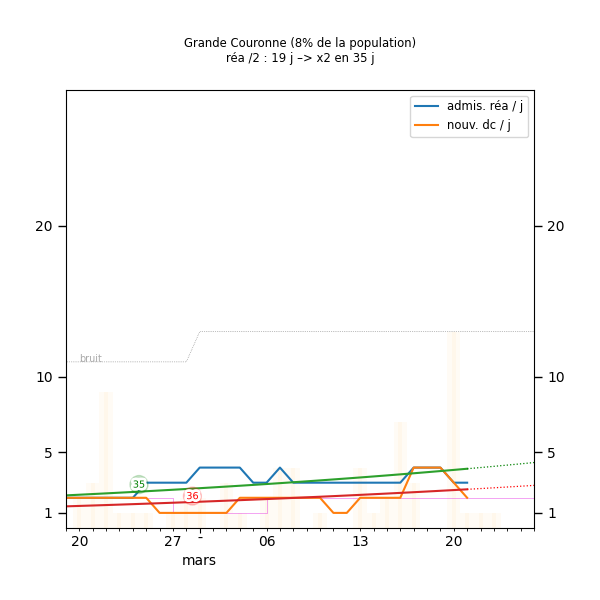 Grande Couronne (8% de la population)
réa /2 : 19 j –> x2 en 35 j
admis. réa / j
nouv. dc / j
20
20
bruit
10
10
5
5
35
36
1
1
20
27
-
06
13
20
mars